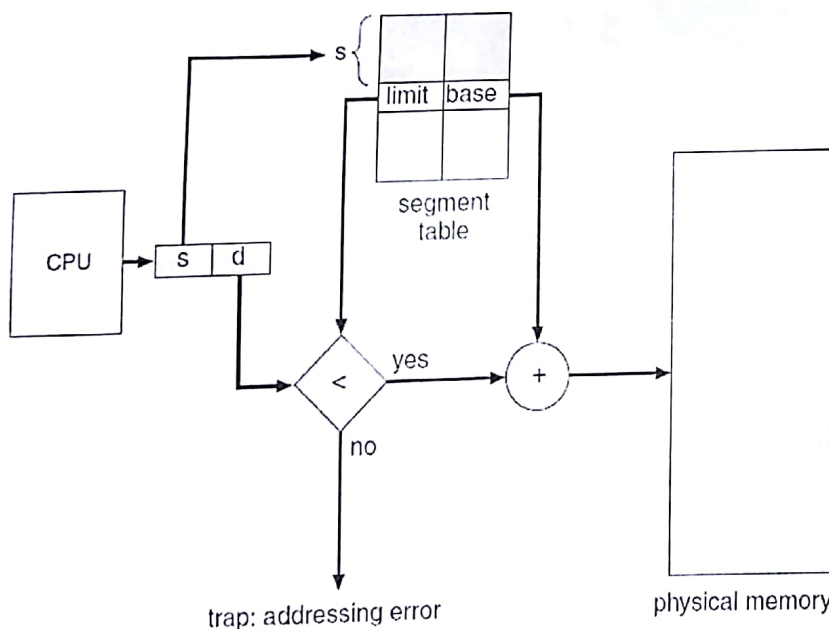 s
limit base
segment
table
CPU
s d
<
yes
+
no
trap: addressing error
physical memory